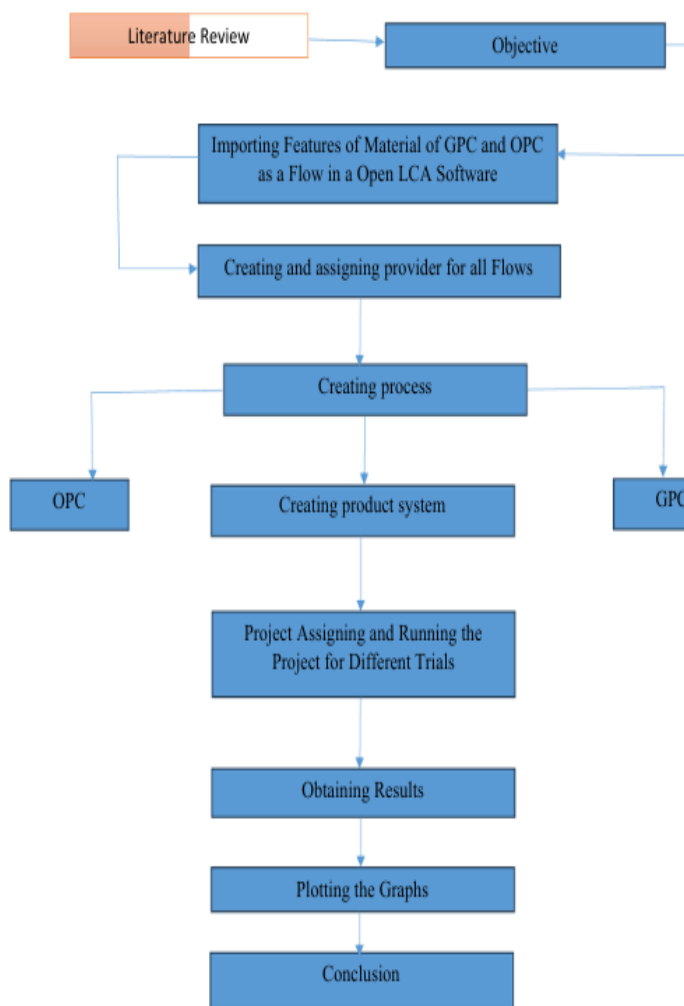 Literature Review
Objective
Importing Features of Material of GPC and OPC
as a Flow in a Open LCA Software
Creating and assigning provider for all Flows
Creating process
OPC
Creating product system
GPC
Project Assigning and Running the
Project for Different Trials
Obtaining Results
Plotting the Graphs
Conclusion